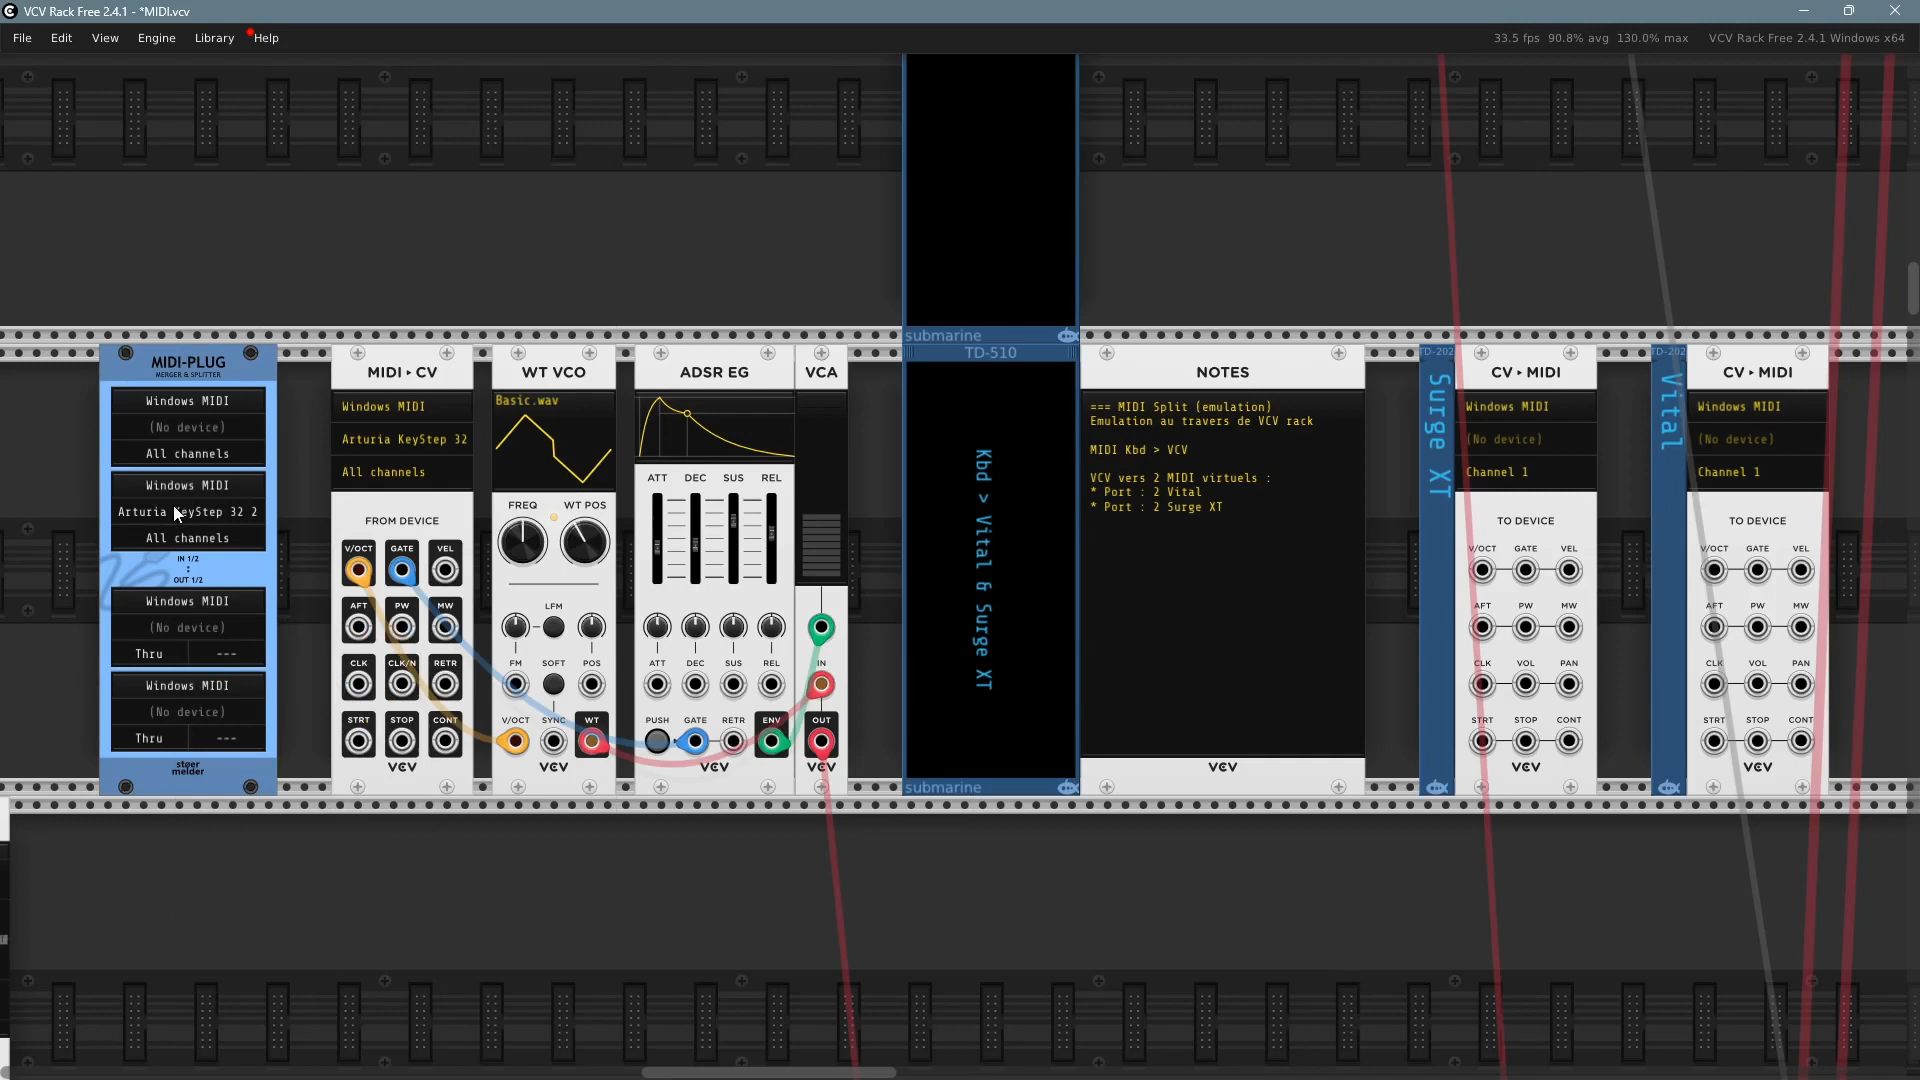 VCV Rack Free 2.4.1 - *MIDI.vcv
File Edit View Engine Library Help
33.5 fps 90.8% avg 130.0% max VCV Rack Free 2.4.1 Windows x64
MIDI-PLUG
MERGER & SPLITTER
Windows MIDI
(No device)
All channels
Windows MIDI
Arturia KeyStep 32 2
All channels
IN 1/2
:
OUT 1/2
Windows MIDI
(No device)
Thru ---
Windows MIDI
(No device)
Thru ---
stoermelder
MIDI ▸ CV
Windows MIDI
Arturia KeyStep 32
All channels
FROM DEVICE
V/OCT GATE VEL
AFT PW MW
CLK CLK/N RETR
STRT STOP CONT
VCV
WT VCO
Basic.wav
FREQ WT POS
LFM
FM SOFT POS
V/OCT SYNC WT
VCV
ADSR EG
ATT DEC SUS REL
ATT DEC SUS REL
PUSH GATE RETR ENV
VCV
VCA
IN
OUT
VCV
submarine
TD-510
Kbd > Vital & Surge XT
submarine
NOTES
=== MIDI Split (emulation)
Emulation au travers de VCV rack
MIDI Kbd > VCV
VCV vers 2 MIDI virtuels :
* Port : 2 Vital
* Port : 2 Surge XT
VCV
TD-202
Surge XT
CV ▸ MIDI
Windows MIDI
(No device)
Channel 1
TO DEVICE
V/OCT GATE VEL
AFT PW MW
CLK VOL PAN
STRT STOP CONT
VCV
TD-202
Vital
CV ▸ MIDI
Windows MIDI
(No device)
Channel 1
TO DEVICE
V/OCT GATE VEL
AFT PW MW
CLK VOL PAN
STRT STOP CONT
VCV